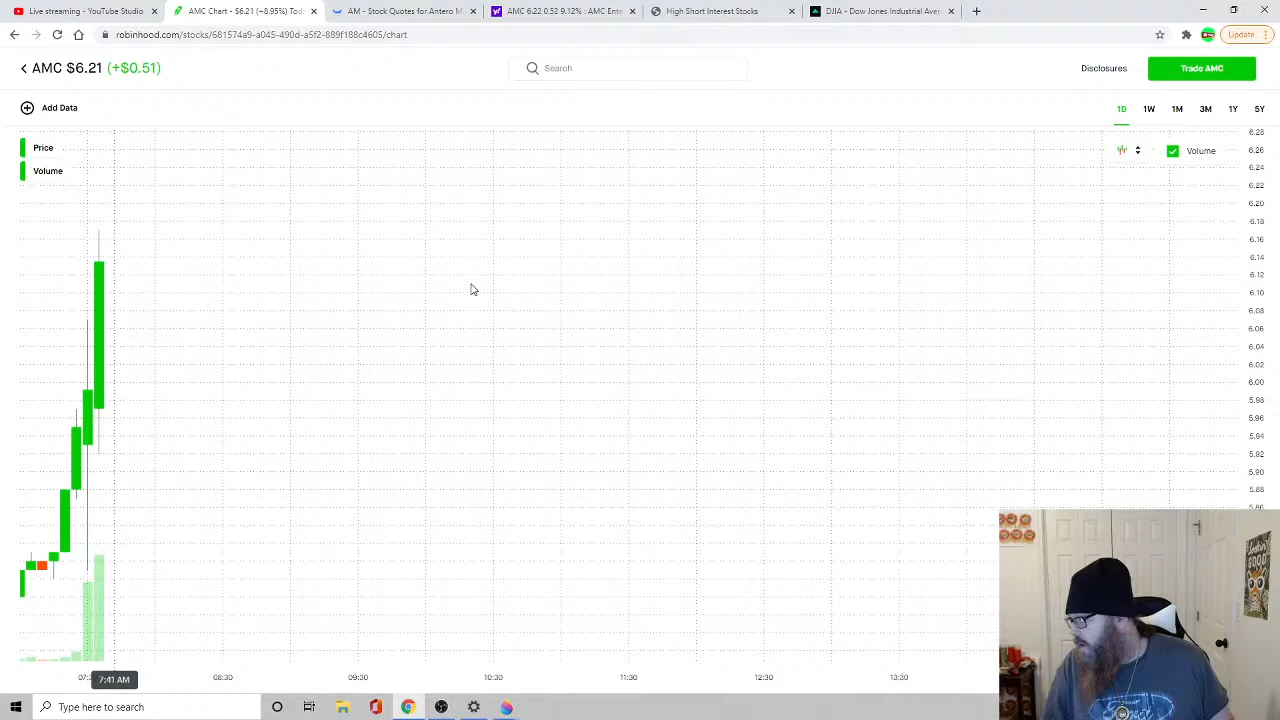 Live streaming - YouTube Studio
AMC Chart - $6.21 (+8.95%) Toda
AM - Stock Quotes for Antero Mi
AMC 6.22 0.52 9.12% : AMC Ente
High Short Interest Stocks
DJIA - Dow Jones Industrial Aver
robinhood.com/stocks/681574a9-a045-490d-a5f2-889f188c4605/chart
Update
AMC $6.21 (+$0.51)
Search
Disclosures
Trade AMC
Add Data
1D 1W 1M 3M 1Y 5Y
Price
Volume
Volume
6.28
6.26
6.24
6.22
6.20
6.18
6.16
6.14
6.12
6.10
6.08
6.06
6.04
6.02
6.00
5.98
5.96
5.94
5.92
5.90
5.88
5.86
7:41 AM
08:30 09:30 10:30 11:30 12:30 13:30
Type here to search